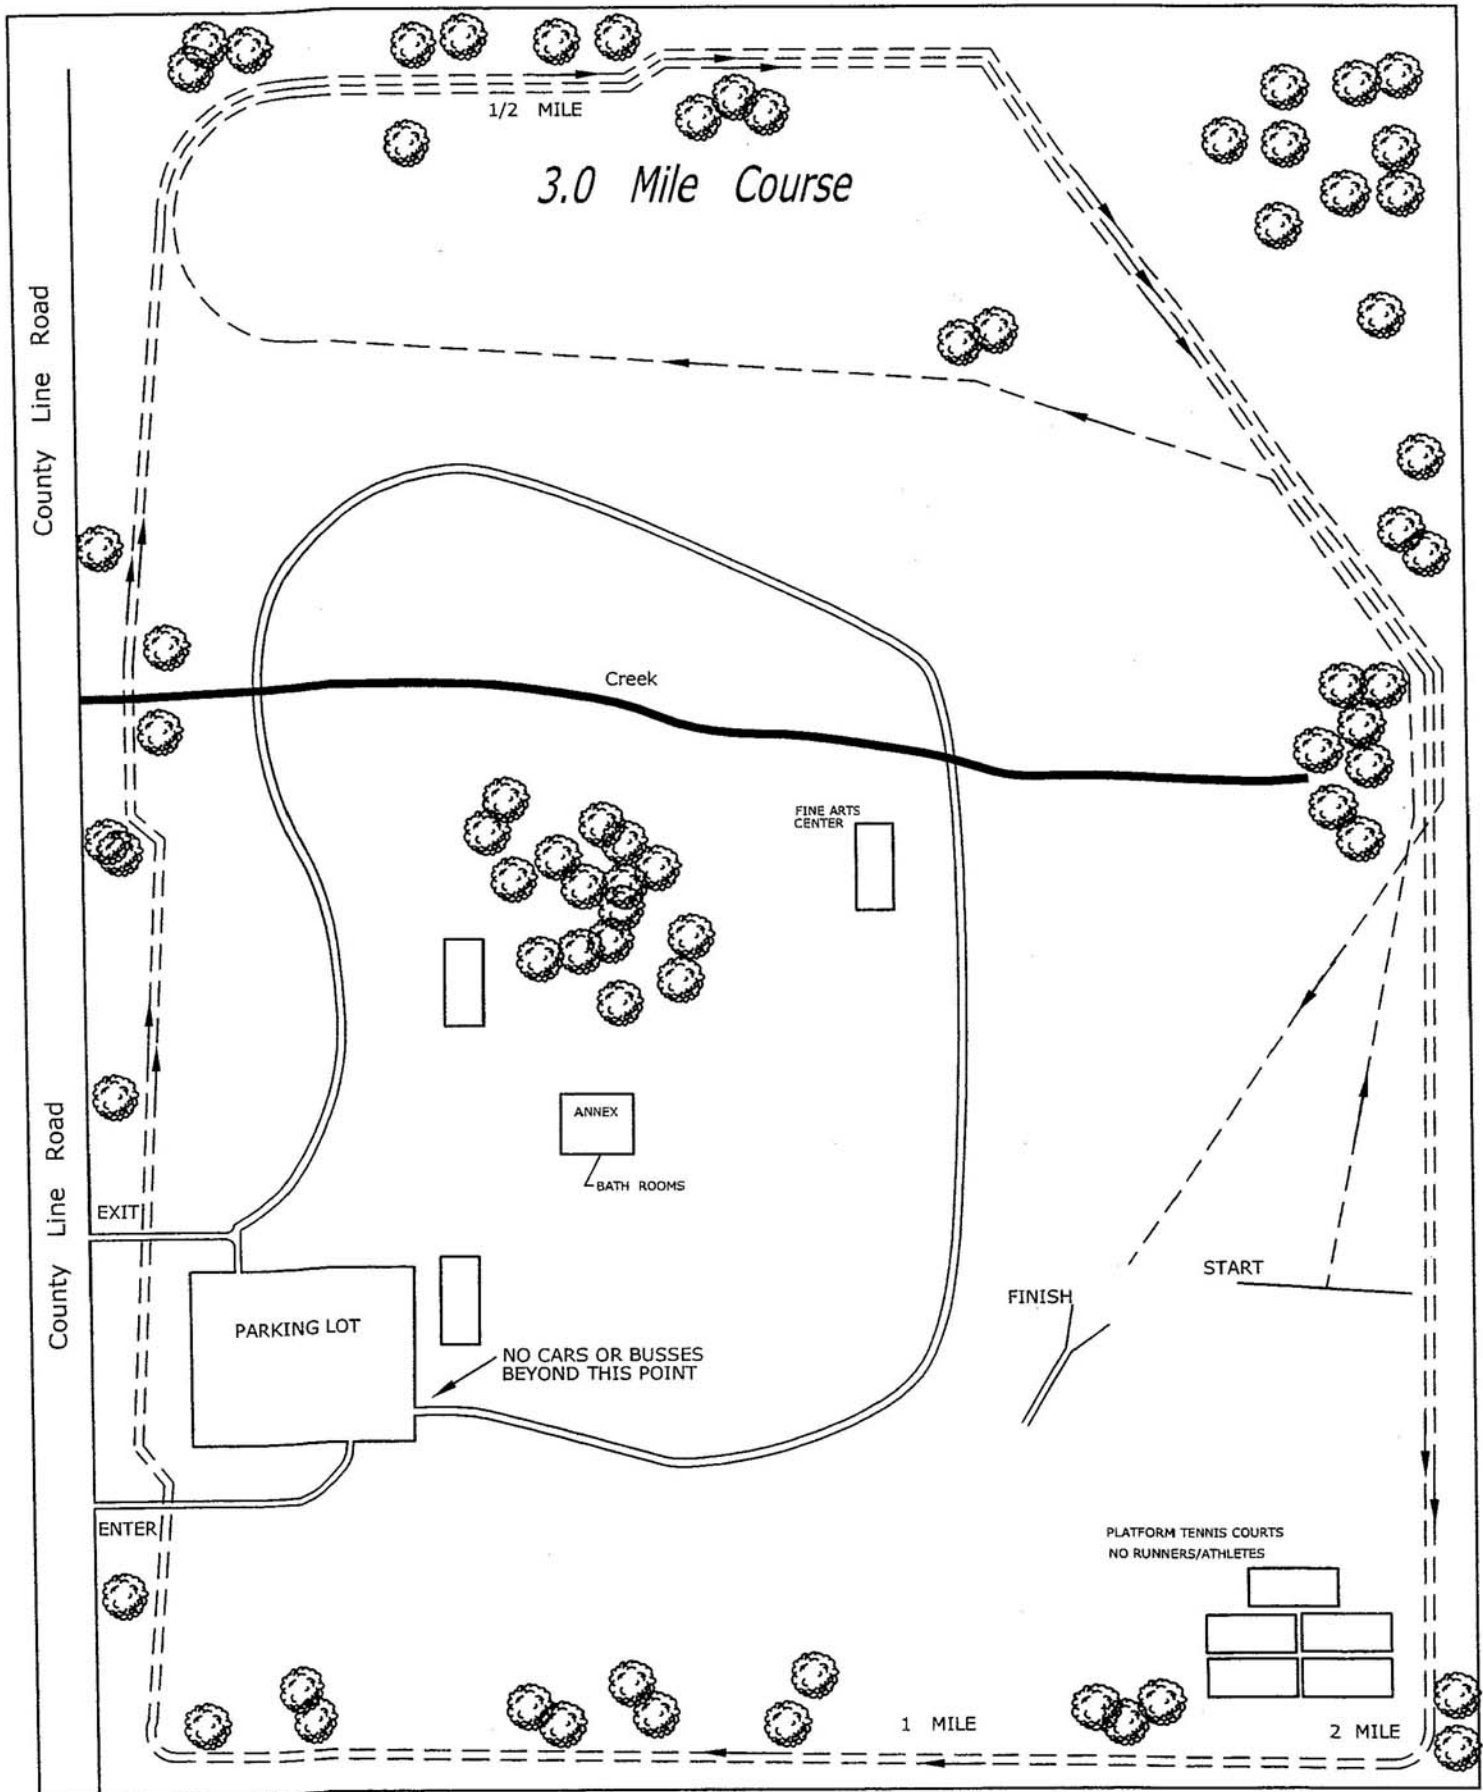 1/2 MILE
3.0 Mile Course
County Line Road
Creek
FINE ARTS
CENTER
ANNEX
BATH ROOMS
County Line Road
EXIT
START
FINISH
PARKING LOT
NO CARS OR BUSSES
BEYOND THIS POINT
ENTER
PLATFORM TENNIS COURTS
NO RUNNERS/ATHLETES
1 MILE
2 MILE